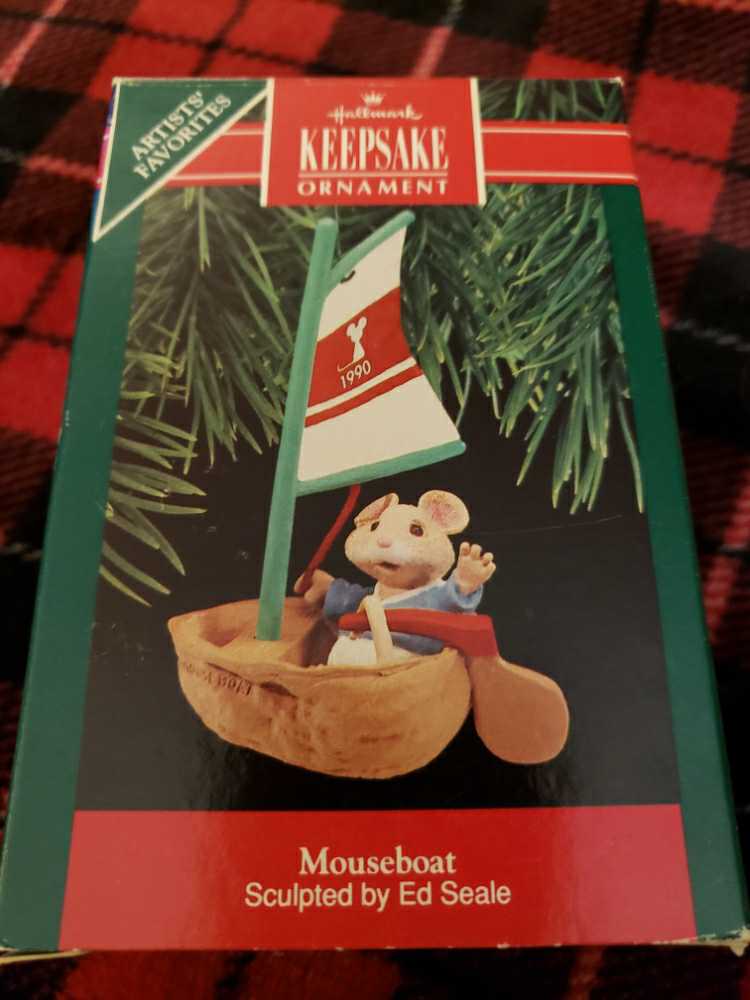 ARTISTS'
FAVORITES
Hallmark
KEEPSAKE
ORNAMENT
1990
Mouseboat
Sculpted by Ed Seale